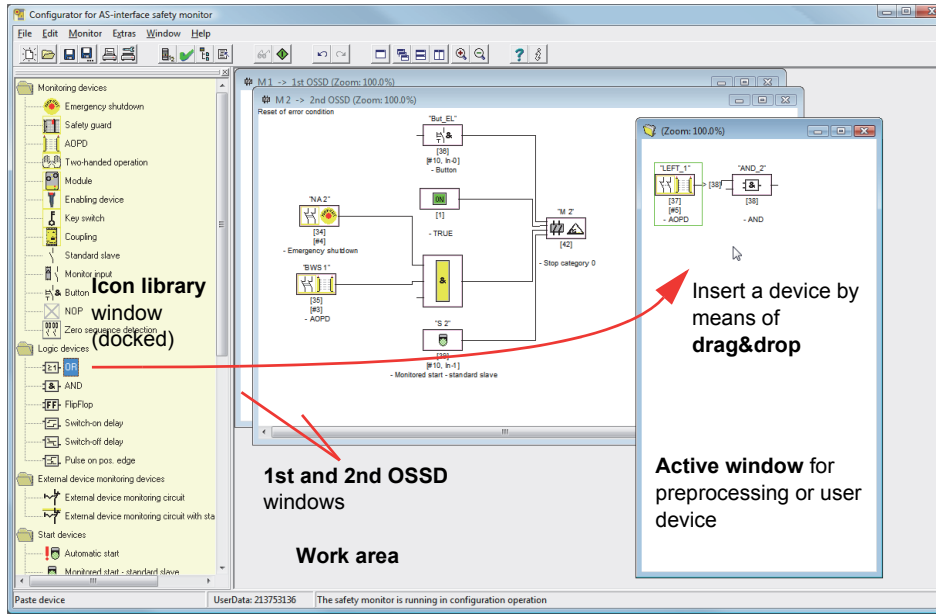 Configurator for AS-interface safety monitor
File Edit Monitor Extras Window Help
Monitoring devices
Emergency shutdown
Safety guard
AOPD
Two-handed operation
Module
Enabling device
Key switch
Coupling
Standard slave
Monitor input
Button
NOP
Zero sequence detection
Icon library
window
(docked)
Logic devices
≥1 OR
& AND
FF FlipFlop
Switch-on delay
Switch-off delay
Pulse on pos. edge
External device monitoring devices
External device monitoring circuit
External device monitoring circuit with sta
Start devices
Automatic start
Monitored start - standard slave
M 1 -> 1st OSSD (Zoom: 100.0%)
M 2 -> 2nd OSSD (Zoom: 100.0%)
Reset of error condition
"But_EL"
&
[36]
[#10, In-0]
- Button
ON
[1]
- TRUE
"NA 2"
[34]
[#4]
- Emergency shutdown
"BWS 1"
[35]
[#3]
- AOPD
&
"S 2"
[39]
[#10, In-1]
- Monitored start - standard slave
"M 2"
[42]
- Stop category 0
1st and 2nd OSSD
windows
Work area
(Zoom: 100.0%)
"LEFT_1"
> [38]
[37]
[#5]
- AOPD
"AND_2"
&
[38]
- AND
Insert a device by
means of
drag&drop
Active window for
preprocessing or user
device
Paste device UserData: 213753136 The safety monitor is running in configuration operation